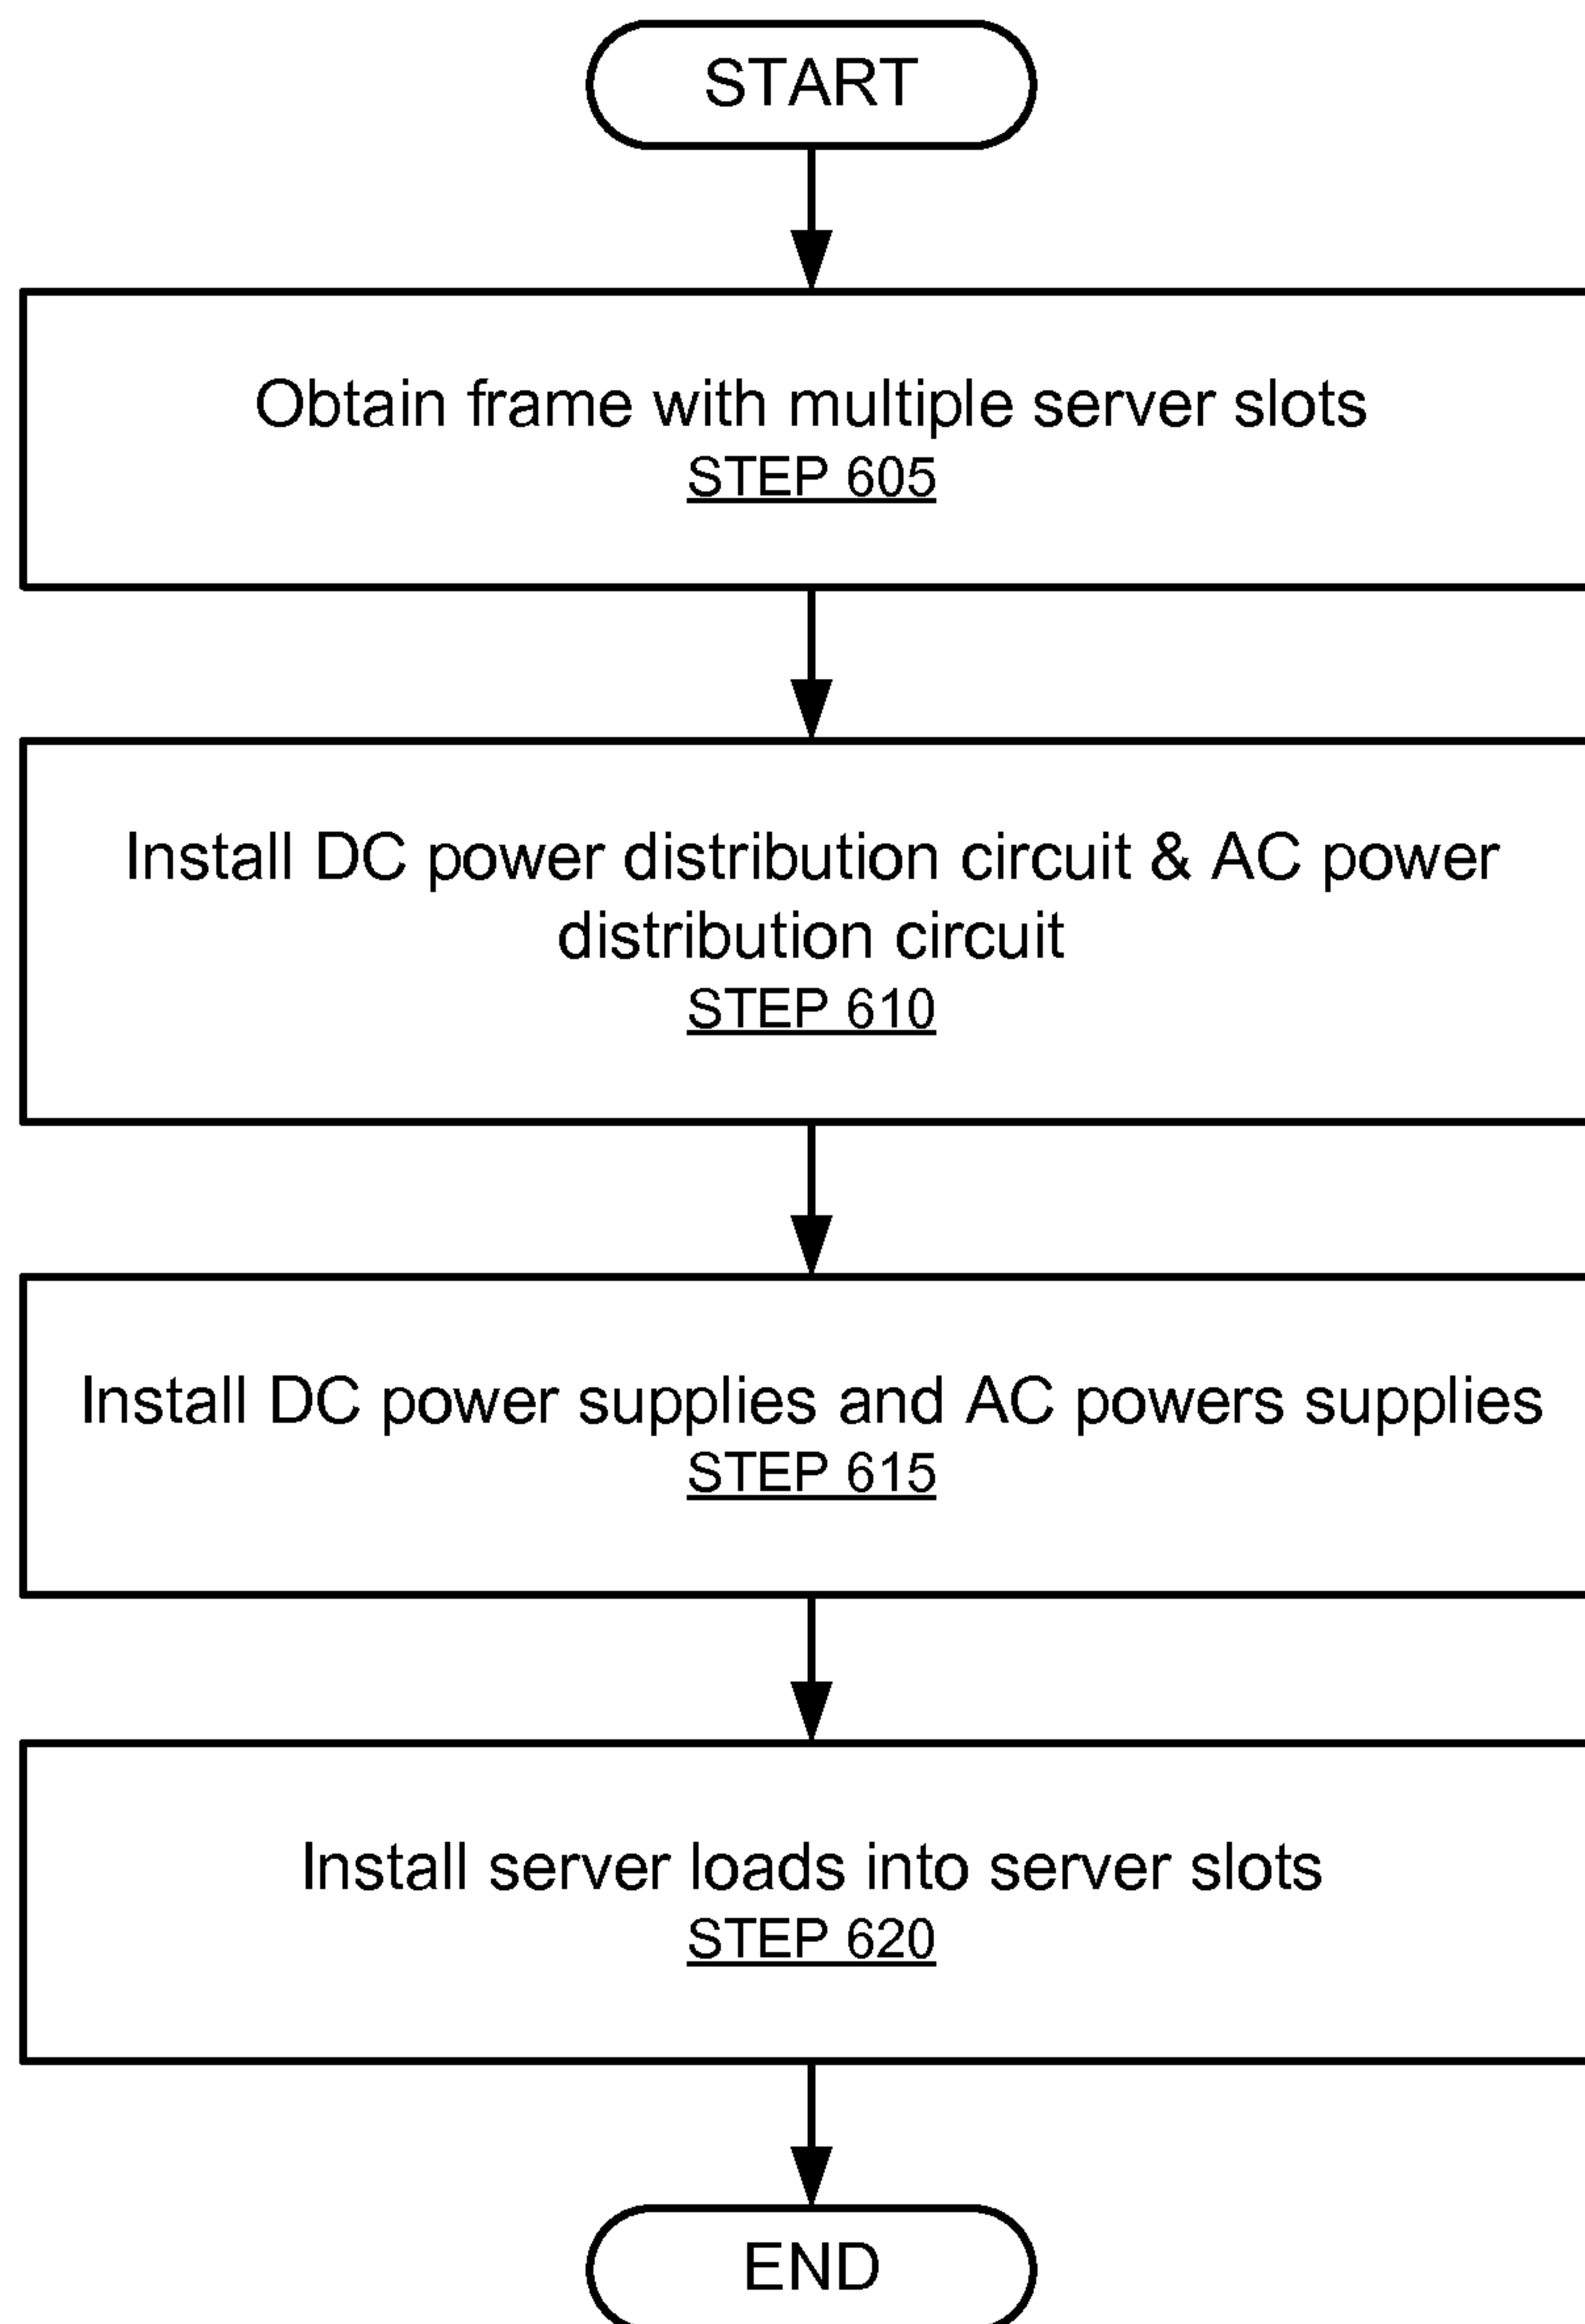 START
Obtain frame with multiple server slots
STEP 605
Install DC power distribution circuit & AC power
distribution circuit
STEP 610
Install DC power supplies and AC powers supplies
STEP 615
Install server loads into server slots
STEP 620
END